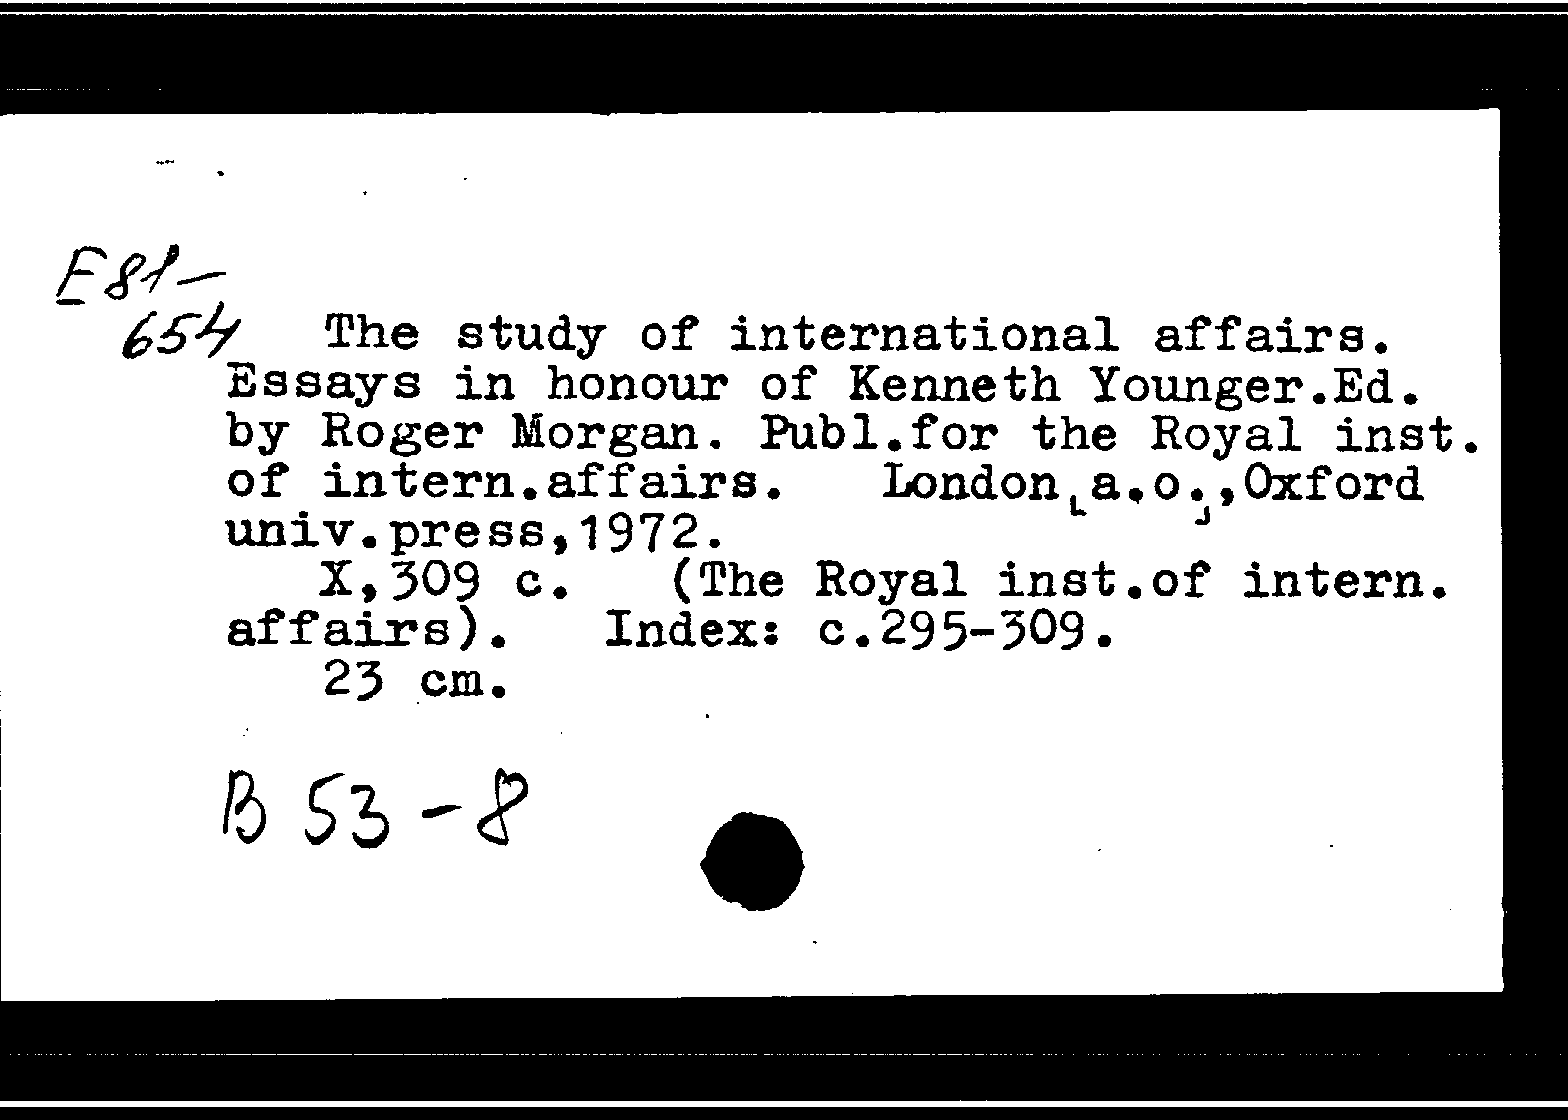 E81-
654
The study of international affairs.
Essays in honour of Kenneth Younger.Ed.
by Roger Morgan. Publ.for the Royal inst.
of intern.affairs. London[a.o.],Oxford
univ.press,1972.
X,309 c. (The Royal inst.of intern.
affairs). Index: c.295-309.
23 cm.
B 53-8